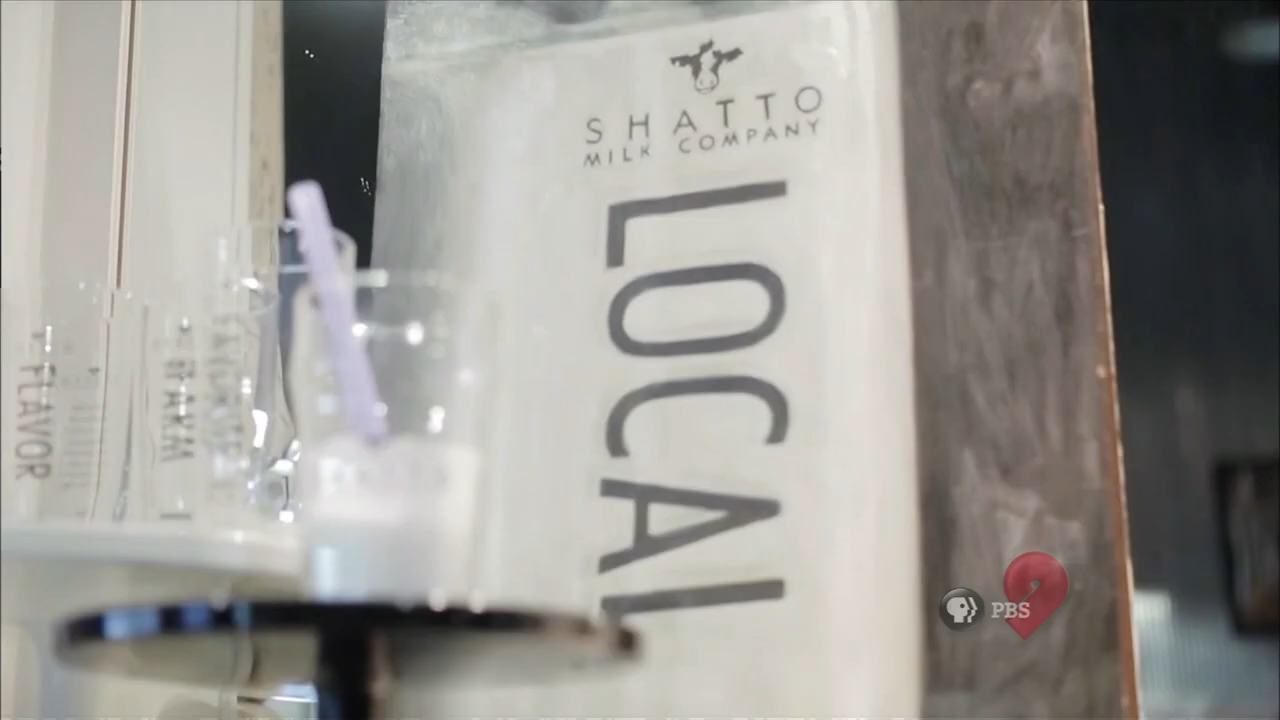 SHATTO
MILK COMPANY
LOCAL
FLAVOR
PBS